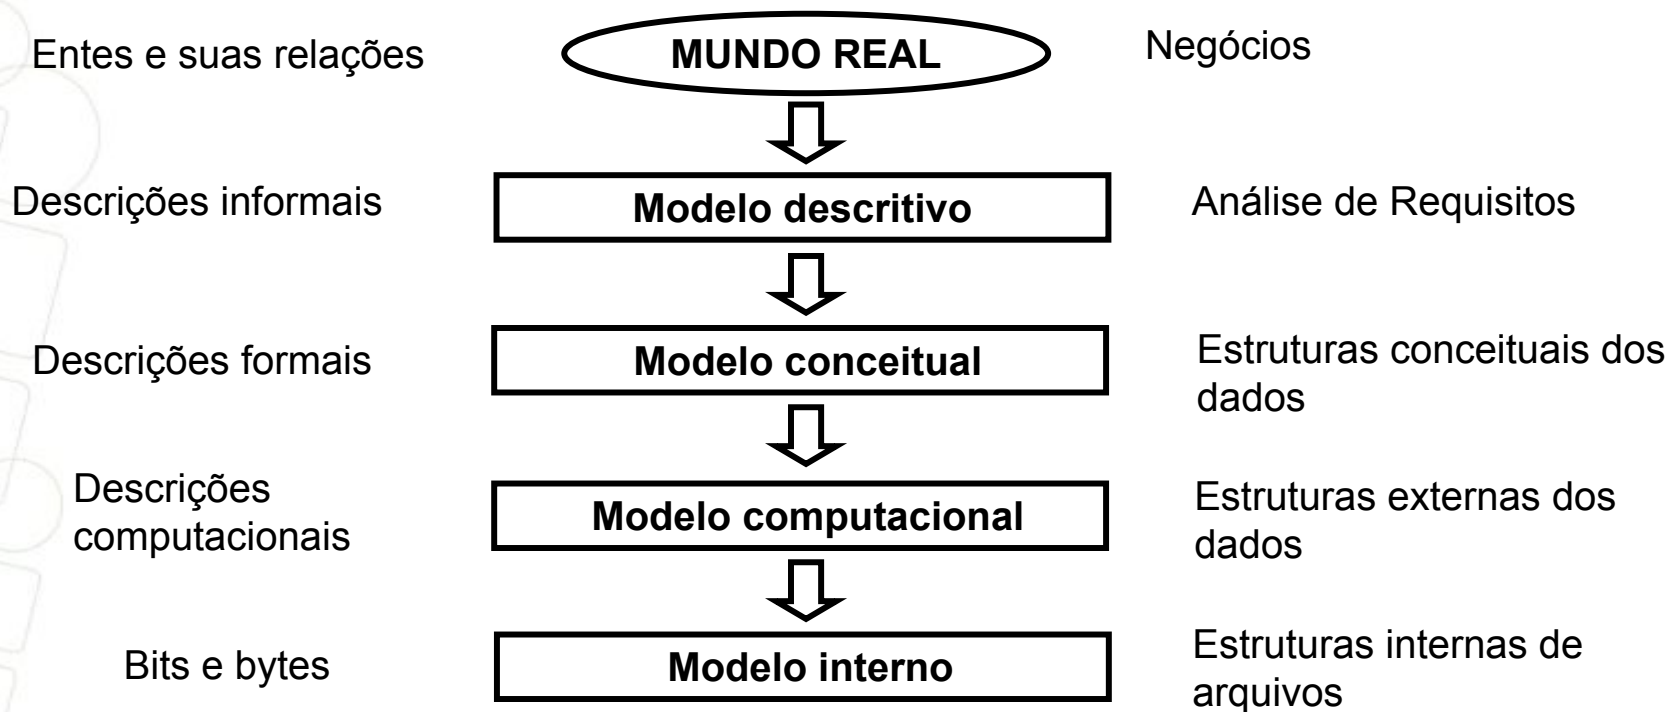 Entes e suas relações
MUNDO REAL
Negócios
Descrições informais
Modelo descritivo
Análise de Requisitos
Descrições formais
Modelo conceitual
Estruturas conceituais dos
dados
Descrições
computacionais
Modelo computacional
Estruturas externas dos
dados
Bits e bytes
Modelo interno
Estruturas internas de
arquivos